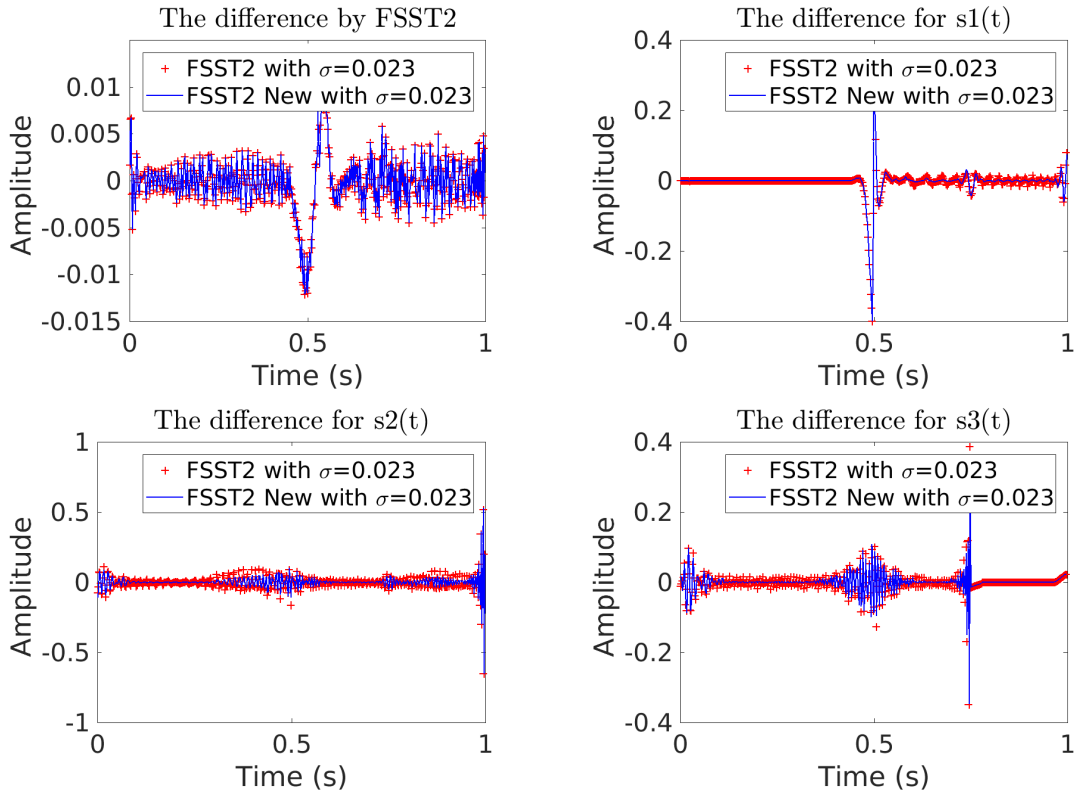 The difference by FSST2
FSST2 with σ=0.023
FSST2 New with σ=0.023
0.01
0.005
0
-0.005
-0.01
-0.015
Amplitude
0 0.5 1
Time (s)
The difference for s1(t)
FSST2 with σ=0.023
FSST2 New with σ=0.023
0.4
0.2
0
-0.2
-0.4
Amplitude
0 0.5 1
Time (s)
The difference for s2(t)
FSST2 with σ=0.023
FSST2 New with σ=0.023
1
0.5
0
-0.5
-1
Amplitude
0 0.5 1
Time (s)
The difference for s3(t)
FSST2 with σ=0.023
FSST2 New with σ=0.023
0.4
0.2
0
-0.2
-0.4
Amplitude
0 0.5 1
Time (s)